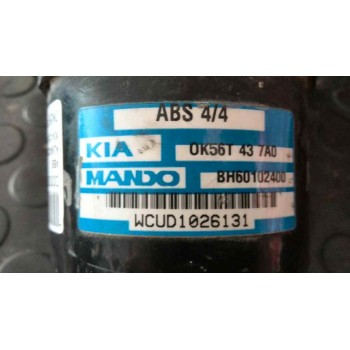 ABS 4/4
KIA 0K56T 43 7A0
MANDO BH60102400
WCUD1026131